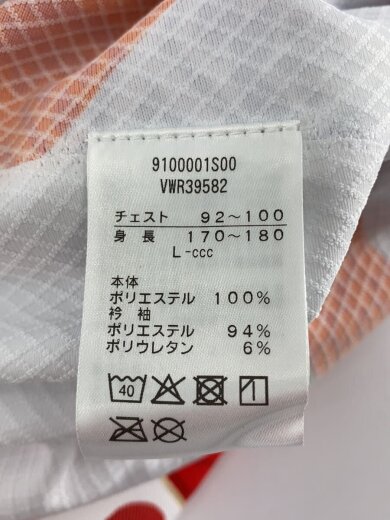 9100001S00
VWR39582
チェスト 92～100
身 長 170～180
L-ccc
本体
ポリエステル 100%
衿 袖
ポリエステル 94%
ポリウレタン 6%
40